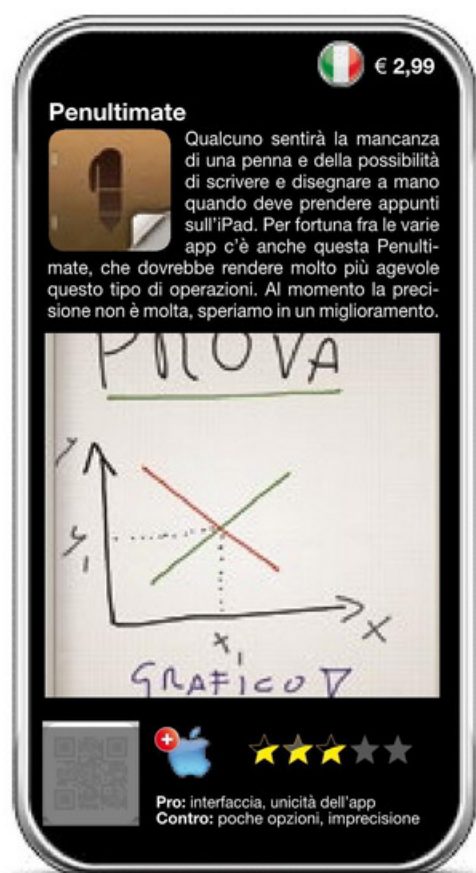 € 2,99
Penultimate
Qualcuno sentirà la mancanza
di una penna e della possibilità
di scrivere e disegnare a mano
quando deve prendere appunti
sull'iPad. Per fortuna fra le varie
app c'è anche questa Penulti-
mate, che dovrebbe rendere molto più agevole
questo tipo di operazioni. Al momento la preci-
sione non è molta, speriamo in un miglioramento.
PROVA
y
y1
x1
x
GRAFICO
Pro: interfaccia, unicità dell'app
Contro: poche opzioni, imprecisione